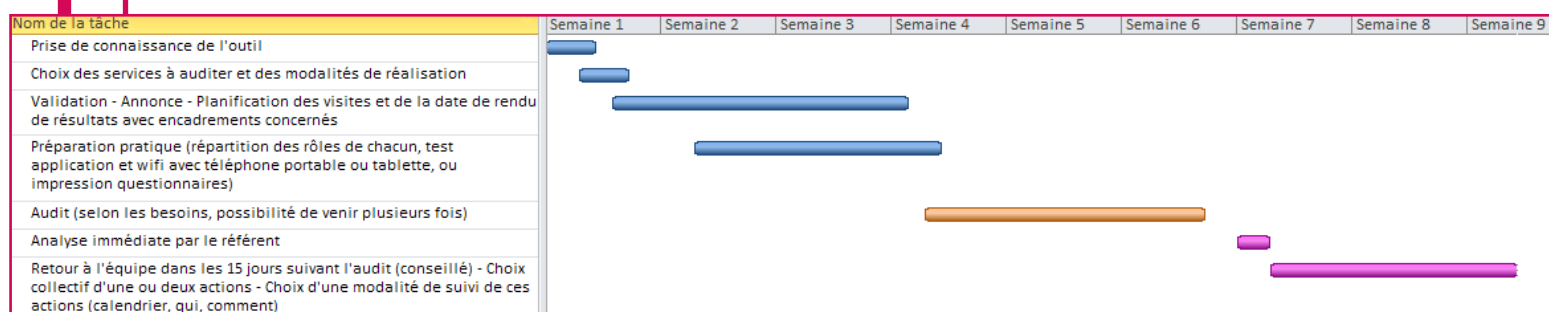 Nom de la tâche
Semaine 1 Semaine 2 Semaine 3 Semaine 4 Semaine 5 Semaine 6 Semaine 7 Semaine 8 Semaine 9
Prise de connaissance de l'outil
Choix des services à auditer et des modalités de réalisation
Validation - Annonce - Planification des visites et de la date de rendu
de résultats avec encadrements concernés
Préparation pratique (répartition des rôles de chacun, test
application et wifi avec téléphone portable ou tablette, ou
impression questionnaires)
Audit (selon les besoins, possibilité de venir plusieurs fois)
Analyse immédiate par le référent
Retour à l'équipe dans les 15 jours suivant l'audit (conseillé) - Choix
collectif d'une ou deux actions - Choix d'une modalité de suivi de ces
actions (calendrier, qui, comment)